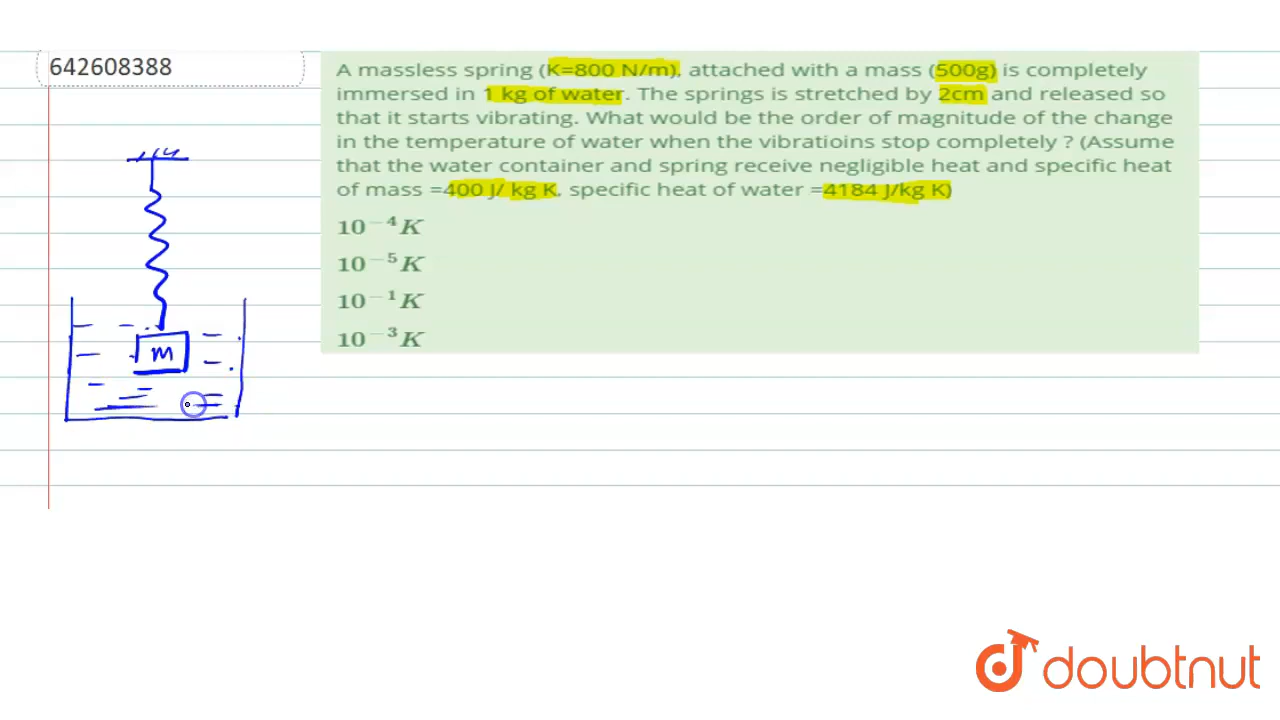 642608388
A massless spring (K=800 N/m), attached with a mass (500g) is completely
immersed in 1 kg of water. The springs is stretched by 2cm and released so
that it starts vibrating. What would be the order of magnitude of the change
in the temperature of water when the vibratioins stop completely ? (Assume
that the water container and spring receive negligible heat and specific heat
of mass =400 J/ kg K, specific heat of water =4184 J/kg K)
10⁻⁴K
10⁻⁵K
10⁻¹K
10⁻³K
m
doubtnut